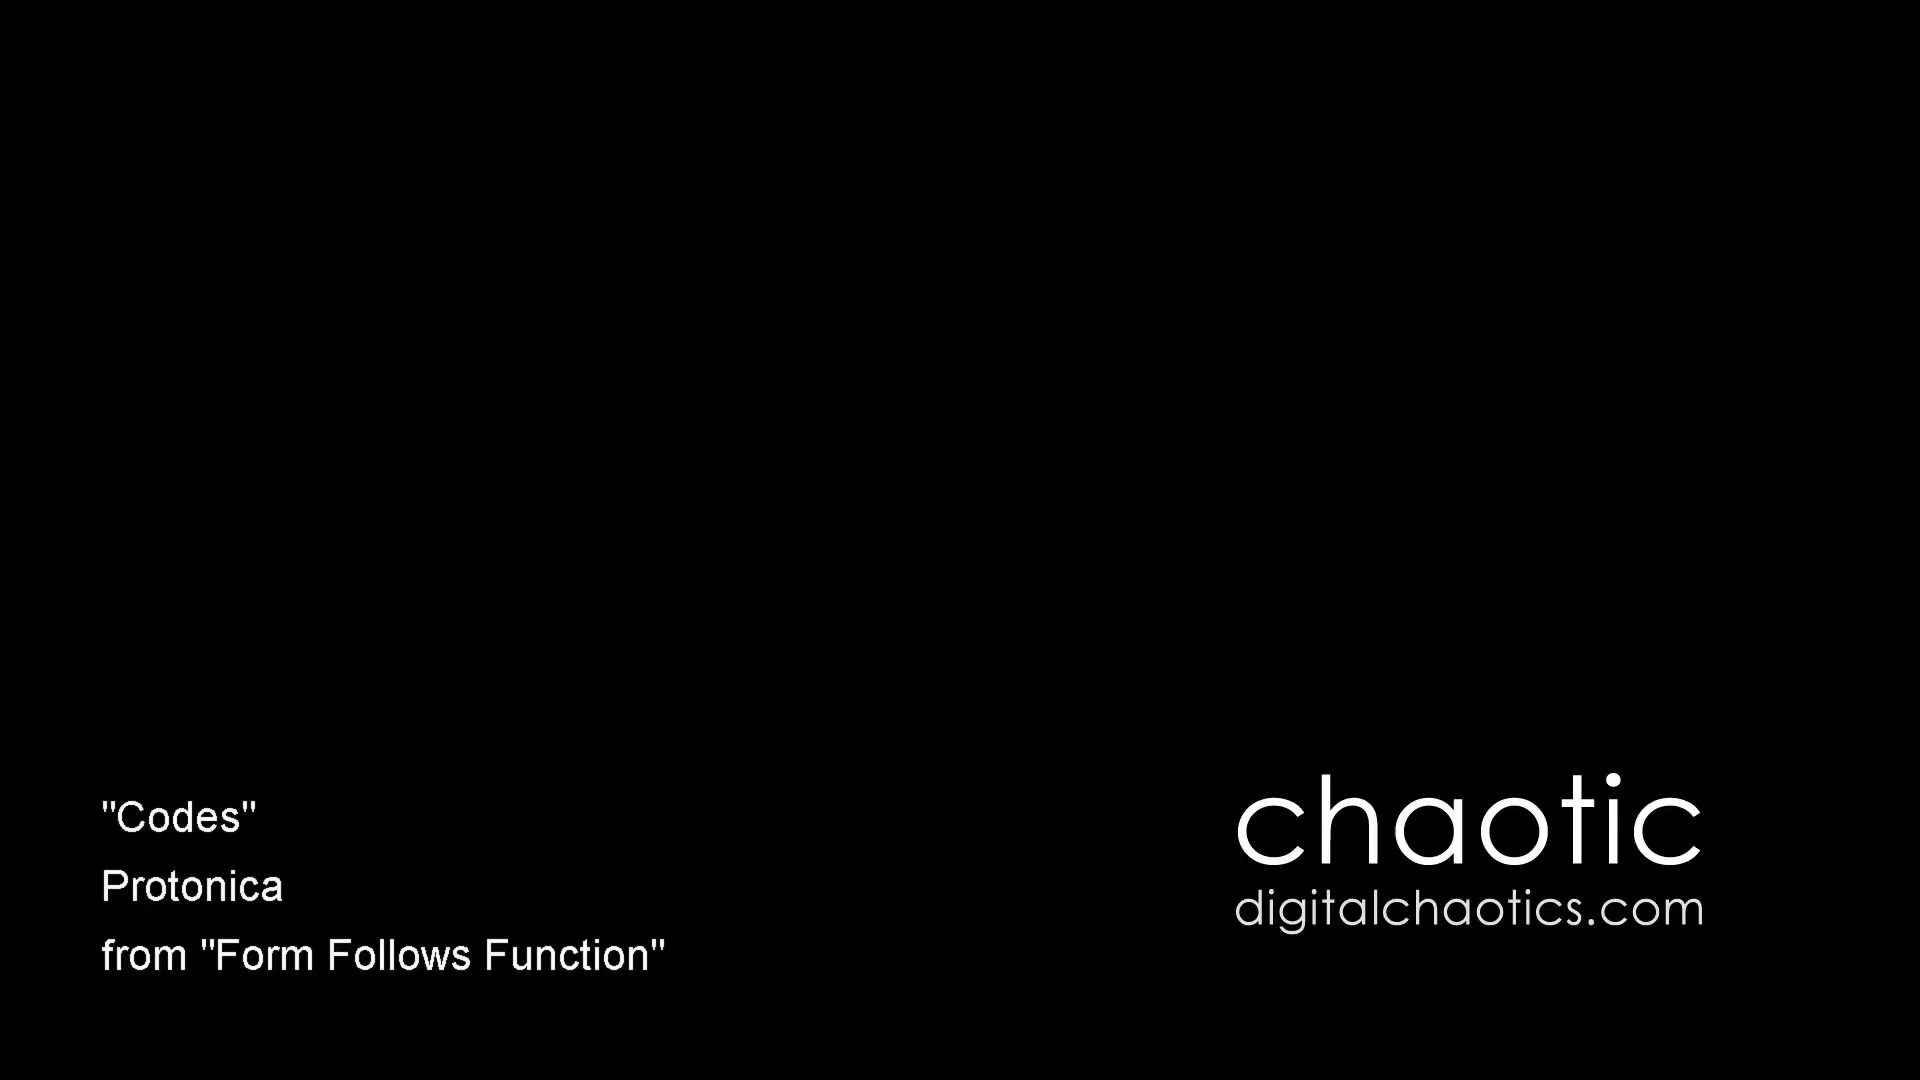 "Codes"
Protonica
from "Form Follows Function"
chaotic
digitalchaotics.com